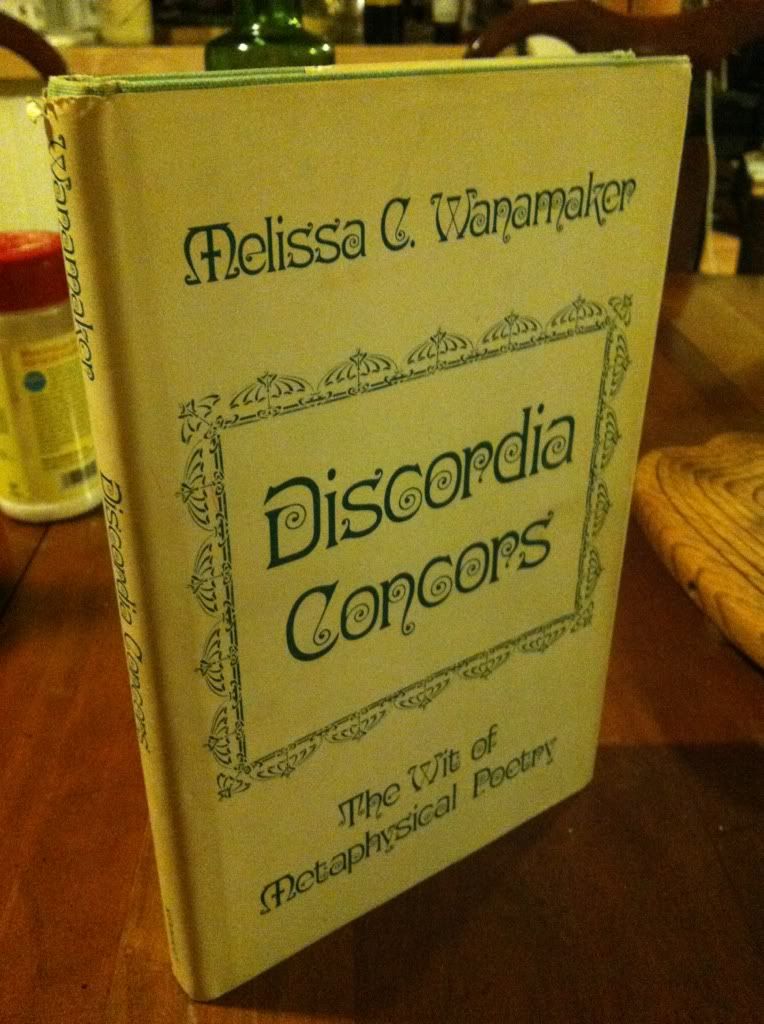 Melissa C. Wanamaker
Discordia
Concors
The Wit of
Metaphysical Poetry
Wanamaker
Discordia Concors